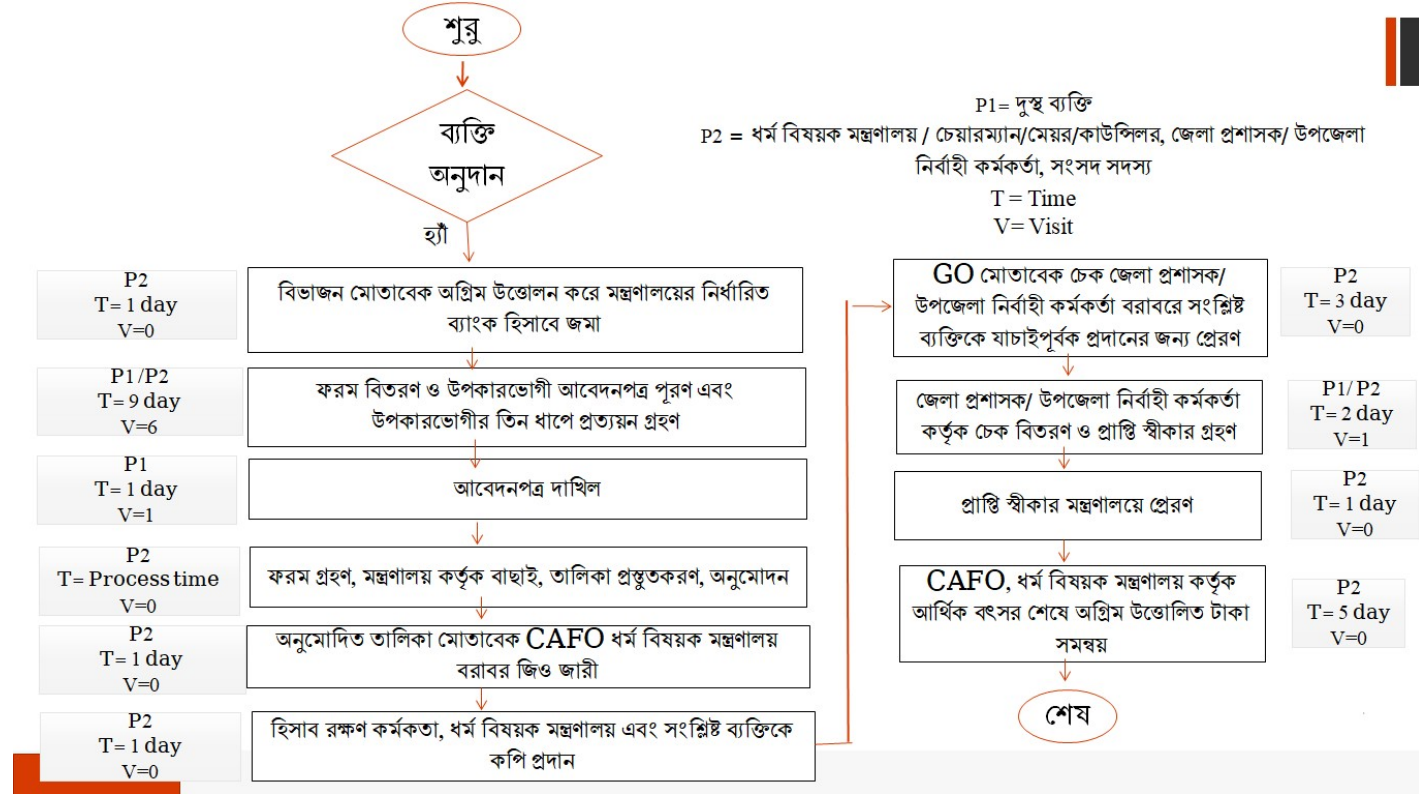 শুরু
ব্যক্তি
অনুদান
হ্যাঁ
P1= দুস্থ ব্যক্তি
P2 = ধর্ম বিষয়ক মন্ত্রণালয় / চেয়ারম্যান/মেয়র/কাউন্সিলর, জেলা প্রশাসক/ উপজেলা
নির্বাহী কর্মকর্তা, সংসদ সদস্য
T = Time
V= Visit
P2
T= 1 day
V=0
বিভাজন মোতাবেক অগ্রিম উত্তোলন করে মন্ত্রণালয়ের নির্ধারিত
ব্যাংক হিসাবে জমা
P1/P2
T= 9 day
V=6
ফরম বিতরণ ও উপকারভোগী আবেদনপত্র পূরণ এবং
উপকারভোগীর তিন ধাপে প্রত্যয়ন গ্রহণ
P1
T= 1 day
V=1
আবেদনপত্র দাখিল
P2
T= Process time
V=0
ফরম গ্রহণ, মন্ত্রণালয় কর্তৃক বাছাই, তালিকা প্রস্তুতকরণ, অনুমোদন
P2
T= 1 day
V=0
অনুমোদিত তালিকা মোতাবেক CAFO ধর্ম বিষয়ক মন্ত্রণালয়
বরাবর জিও জারী
P2
T= 1 day
V=0
হিসাব রক্ষণ কর্মকতা, ধর্ম বিষয়ক মন্ত্রণালয় এবং সংশ্লিষ্ট ব্যক্তিকে
কপি প্রদান
GO মোতাবেক চেক জেলা প্রশাসক/
উপজেলা নির্বাহী কর্মকর্তা বরাবরে সংশ্লিষ্ট
ব্যক্তিকে যাচাইপূর্বক প্রদানের জন্য প্রেরণ
P2
T= 3 day
V=0
জেলা প্রশাসক/ উপজেলা নির্বাহী কর্মকর্তা
কর্তৃক চেক বিতরণ ও প্রাপ্তি স্বীকার গ্রহণ
P1/ P2
T= 2 day
V=1
প্রাপ্তি স্বীকার মন্ত্রণালয়ে প্রেরণ
P2
T= 1 day
V=0
CAFO, ধর্ম বিষয়ক মন্ত্রণালয় কর্তৃক
আর্থিক বৎসর শেষে অগ্রিম উত্তোলিত টাকা
সমন্বয়
P2
T= 5 day
V=0
শেষ